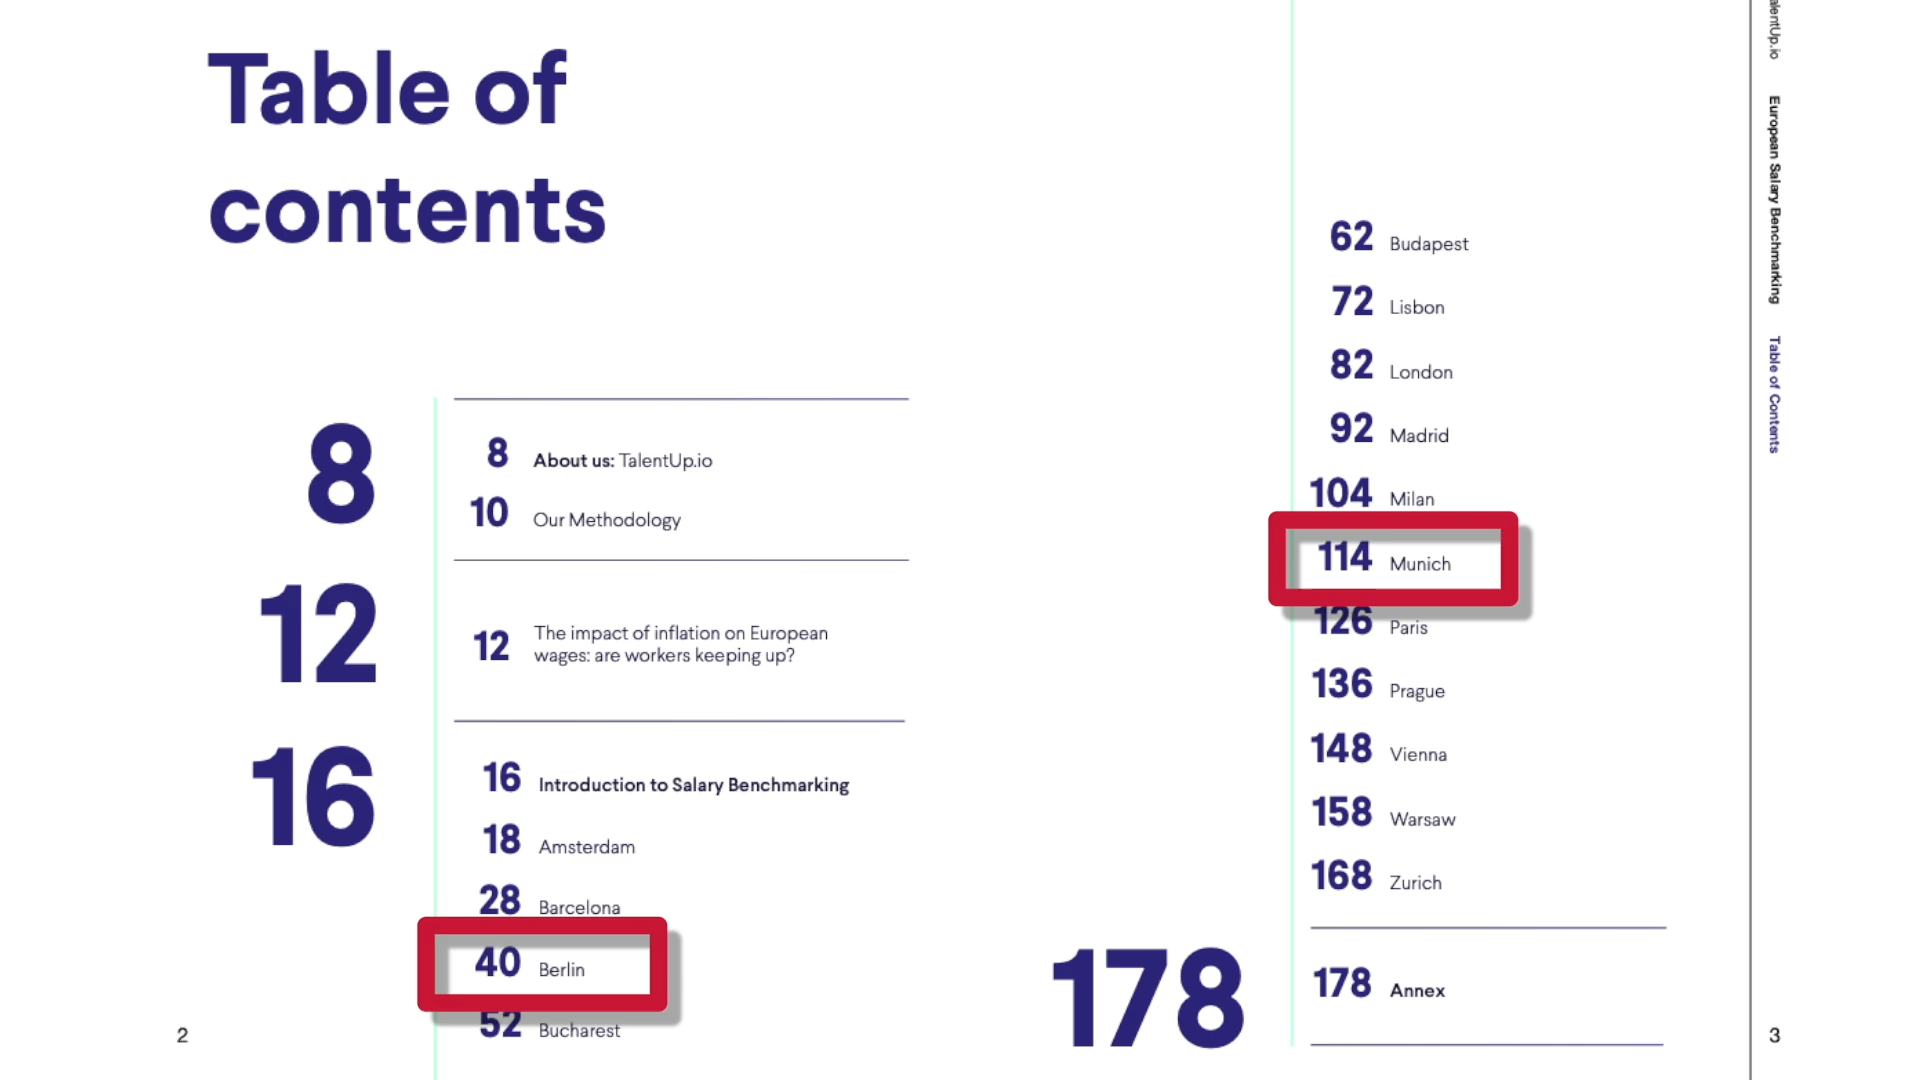 Table of
contents
8
8 About us: TalentUp.io
10 Our Methodology
12
12 The impact of inflation on European
wages: are workers keeping up?
16
16 Introduction to Salary Benchmarking
18 Amsterdam
28 Barcelona
40 Berlin
52 Bucharest
2
62 Budapest
72 Lisbon
82 London
92 Madrid
104 Milan
114 Munich
126 Paris
136 Prague
148 Vienna
158 Warsaw
168 Zurich
178
178 Annex
alentUp.io European Salary Benchmarking Table of Contents
3